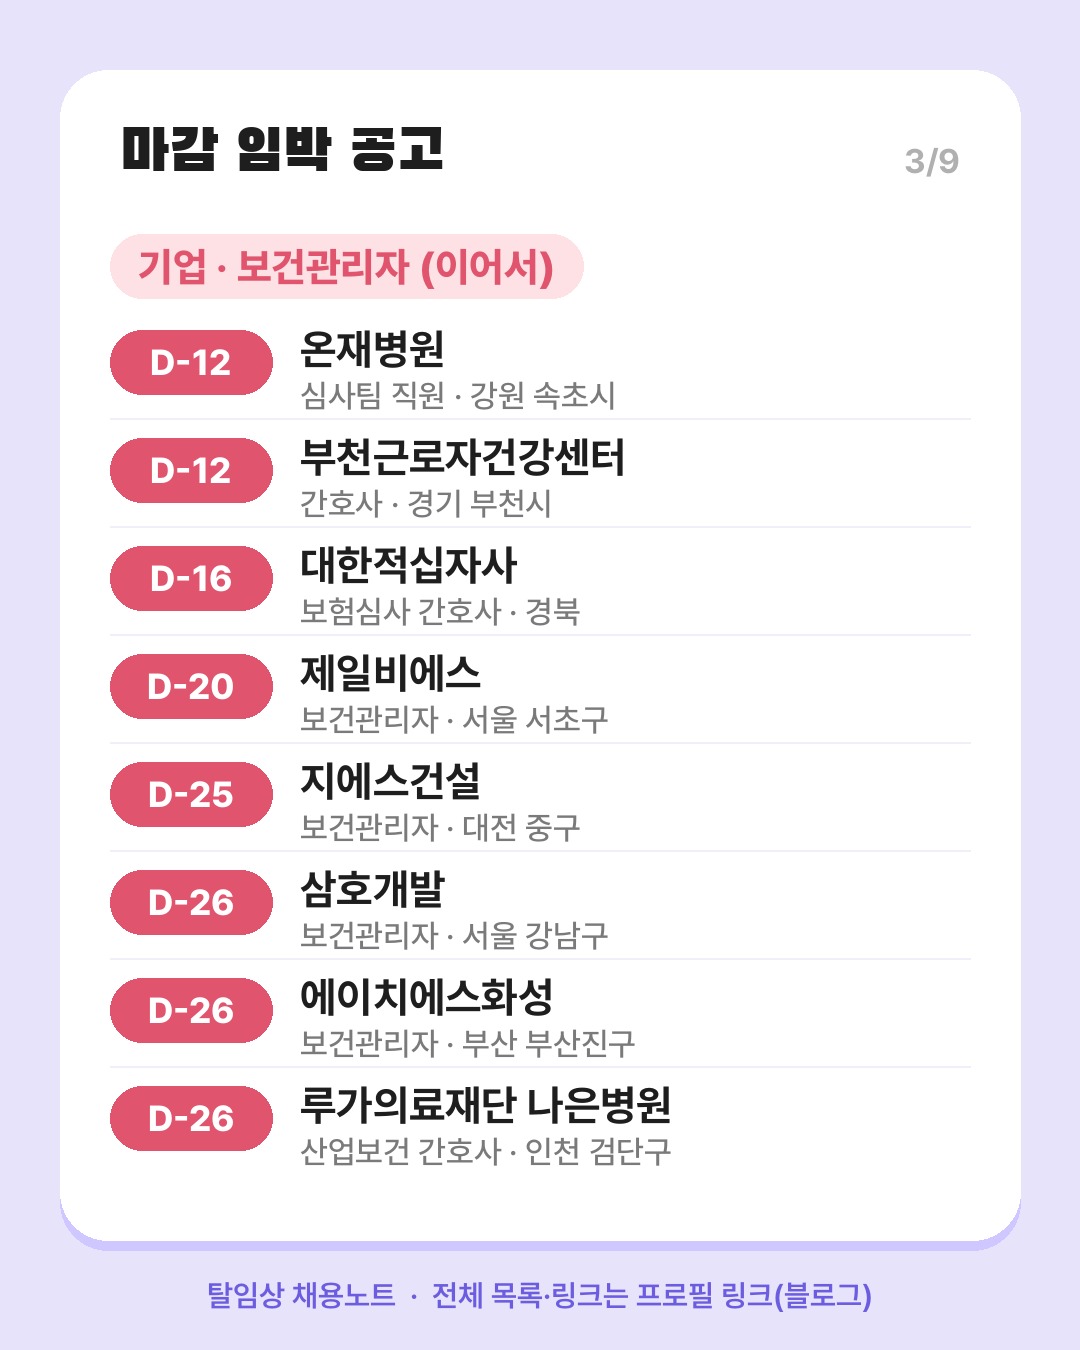 마감 임박 공고
3/9
기업 · 보건관리자 (이어서)
D-12
온재병원
심사팀 직원 · 강원 속초시
D-12
부천근로자건강센터
간호사 · 경기 부천시
D-16
대한적십자사
보험심사 간호사 · 경북
D-20
제일비에스
보건관리자 · 서울 서초구
D-25
지에스건설
보건관리자 · 대전 중구
D-26
삼호개발
보건관리자 · 서울 강남구
D-26
에이치에스화성
보건관리자 · 부산 부산진구
D-26
루가의료재단 나은병원
산업보건 간호사 · 인천 검단구
탈임상 채용노트 · 전체 목록·링크는 프로필 링크(블로그)